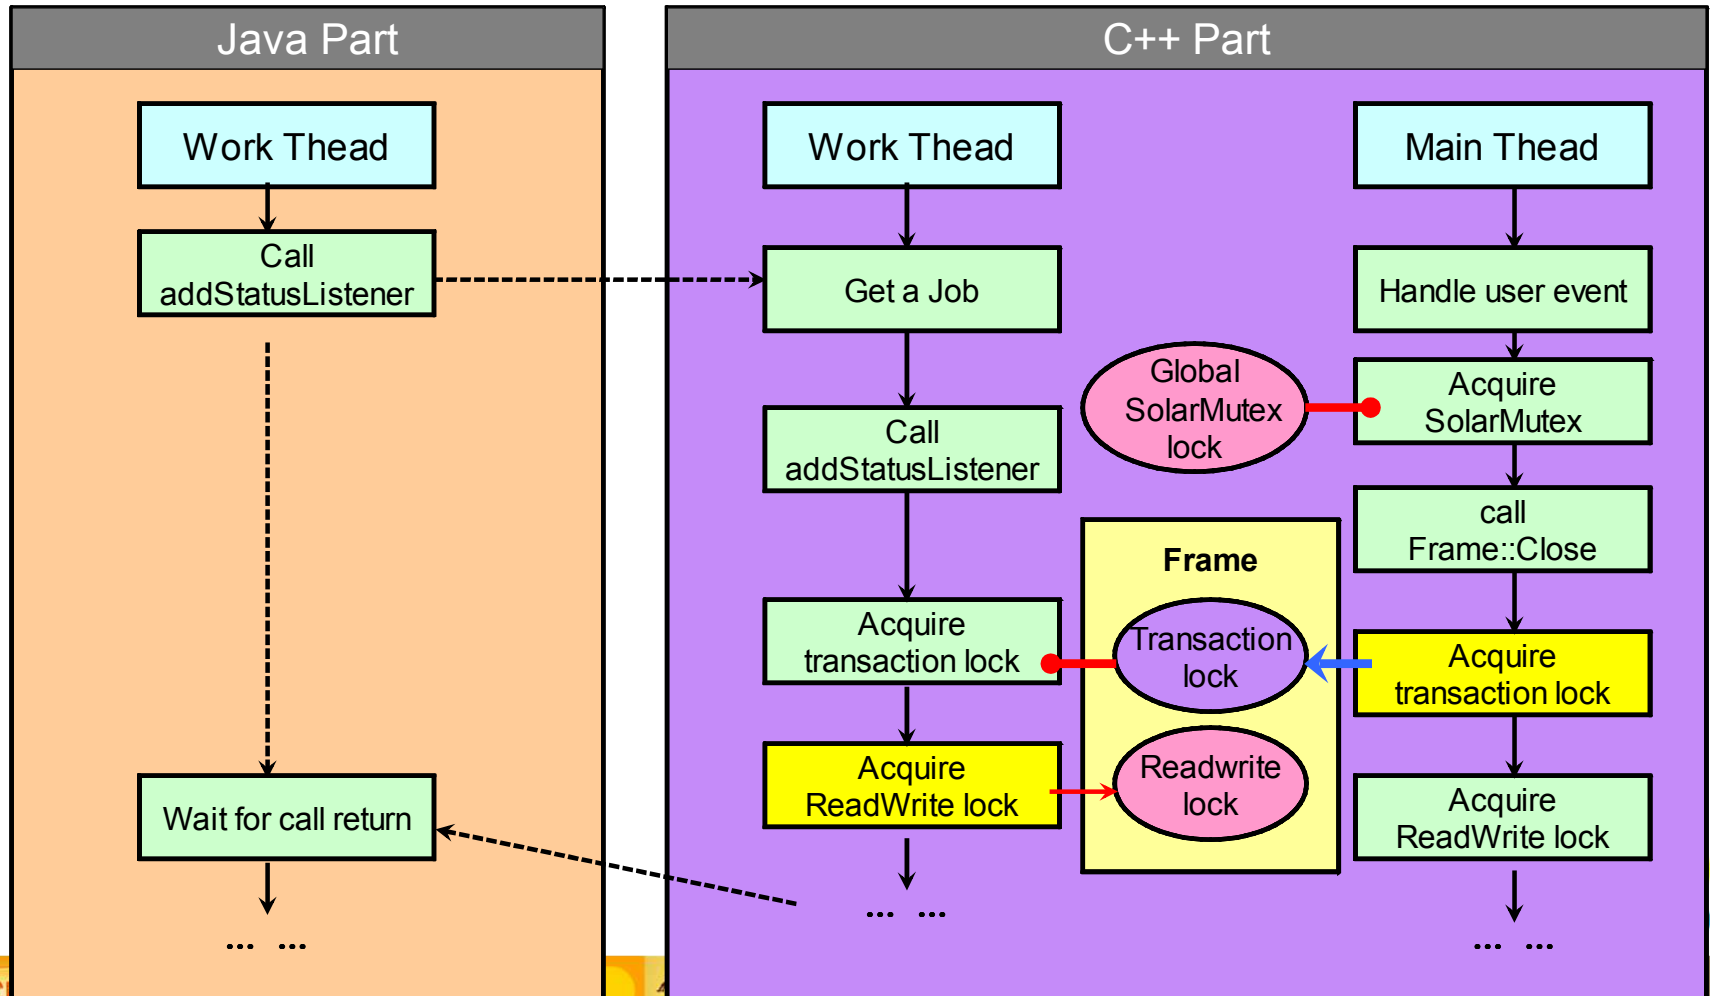 Java Part
Work Thead
Call
addStatusListener
Wait for call return
... ...
C++ Part
Work Thead
Get a Job
Call
addStatusListener
Acquire
transaction lock
Acquire
ReadWrite lock
... ...
Global
SolarMutex
lock
Frame
Transaction
lock
Readwrite
lock
Main Thead
Handle user event
Acquire
SolarMutex
call
Frame::Close
Acquire
transaction lock
Acquire
ReadWrite lock
... ...